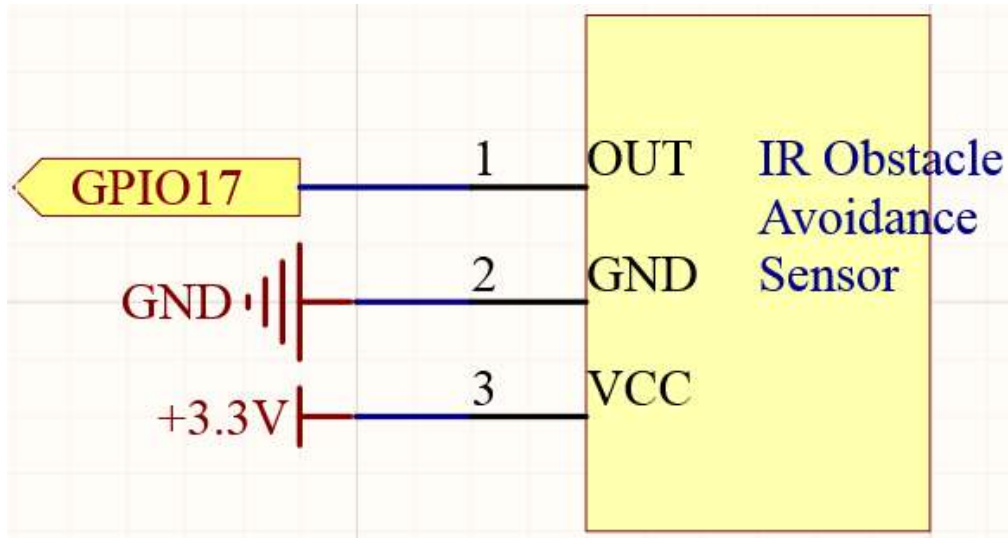 GPIO17
1
OUT
IR Obstacle
Avoidance
Sensor
GND
2
GND
+3.3V
3
VCC